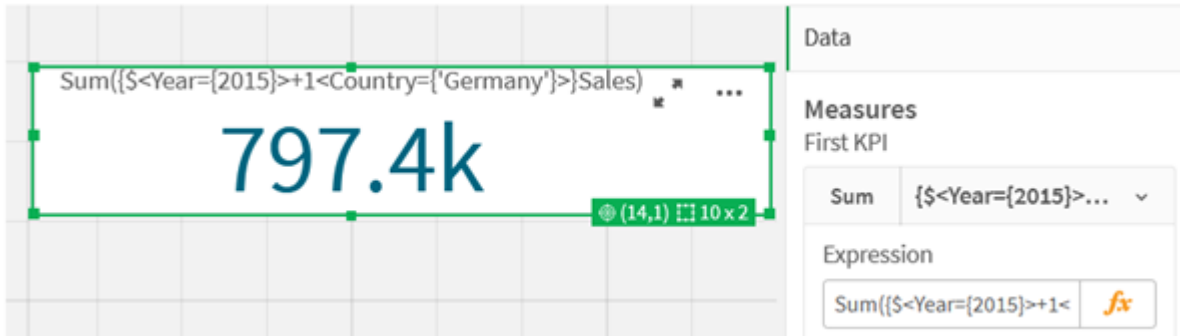 Sum({$<Year={2015}>+1<Country={'Germany'}>}Sales)
797.4k
(14,1) 10 x 2
Data
Measures
First KPI
Sum {$<Year={2015}>...
Expression
Sum({$<Year={2015}>+1< fx